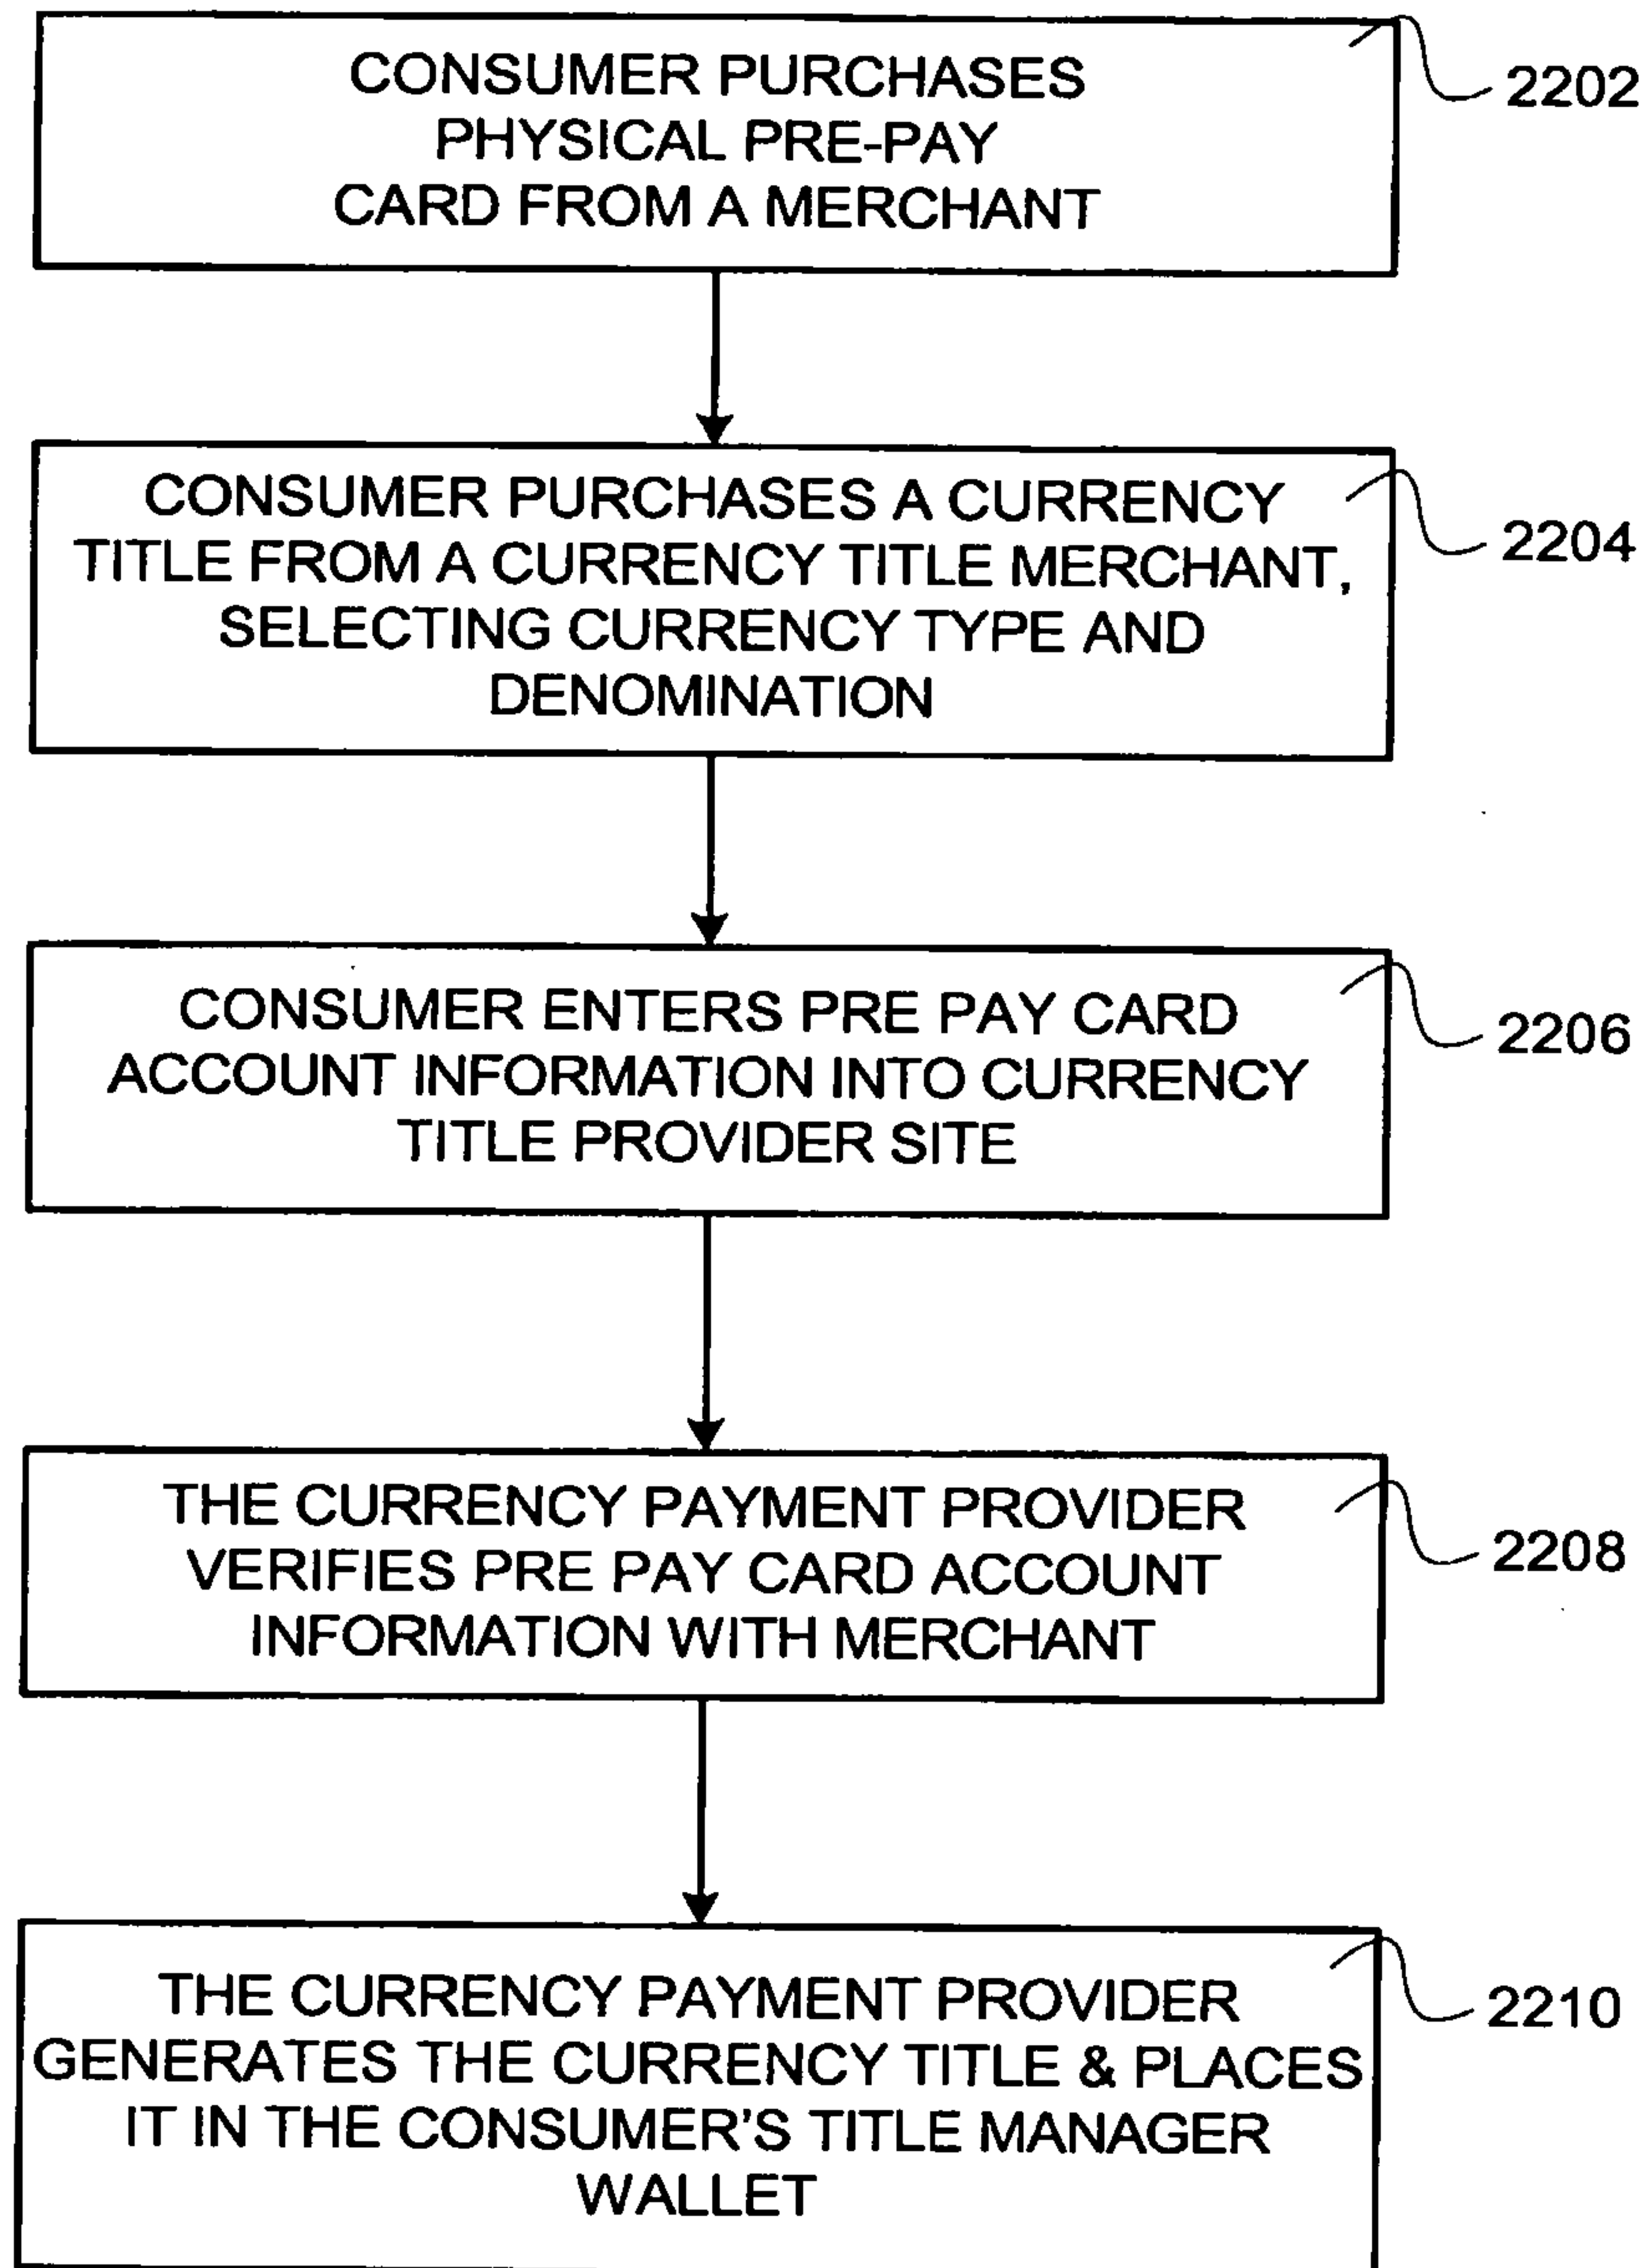 CONSUMER PURCHASES
PHYSICAL PRE-PAY
CARD FROM A MERCHANT
2202
CONSUMER PURCHASES A CURRENCY
TITLE FROM A CURRENCY TITLE MERCHANT,
SELECTING CURRENCY TYPE AND
DENOMINATION
2204
CONSUMER ENTERS PRE PAY CARD
ACCOUNT INFORMATION INTO CURRENCY
TITLE PROVIDER SITE
2206
THE CURRENCY PAYMENT PROVIDER
VERIFIES PRE PAY CARD ACCOUNT
INFORMATION WITH MERCHANT
2208
THE CURRENCY PAYMENT PROVIDER
GENERATES THE CURRENCY TITLE & PLACES
IT IN THE CONSUMER'S TITLE MANAGER
WALLET
2210